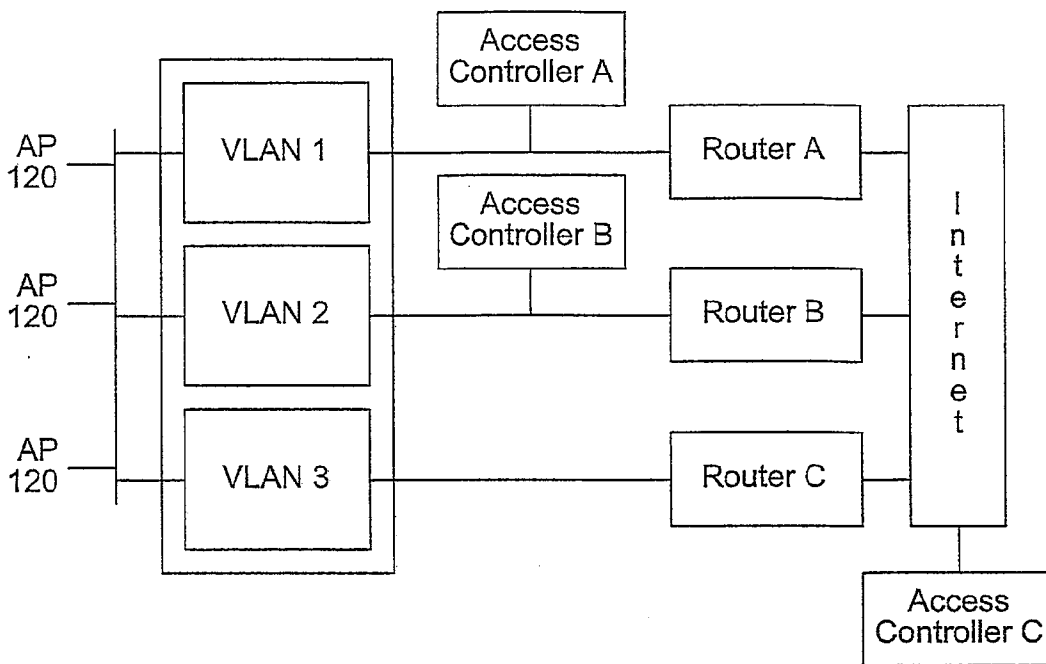 Access
Controller A
AP
120
VLAN 1
Router A
Access
Controller B
AP
120
VLAN 2
Router B
Internet
AP
120
VLAN 3
Router C
Access
Controller C